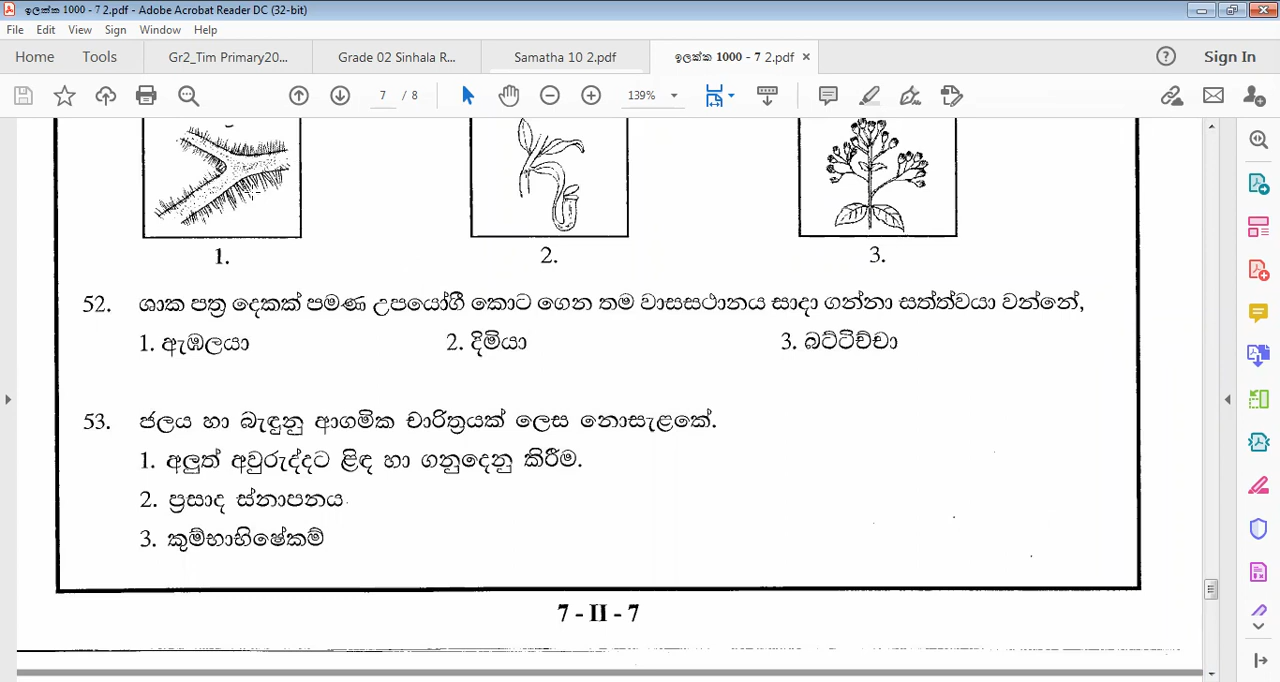 ඉලක්ක 1000 - 7 2.pdf - Adobe Acrobat Reader DC (32-bit)
File Edit View Sign Window Help
Home Tools Gr2_Tim Primary20... Grade 02 Sinhala R... Samatha 10 2.pdf ඉලක්ක 1000 - 7 2.pdf × Sign In
7 / 8 139%
1. 2. 3.
52. ශාක පත්‍ර දෙකක් පමණ උපයෝගී කොට ගෙන තම වාසස්ථානය සාදා ගන්නා සත්ත්වයා වන්නේ,
1. ඇඹලයා 2. දිමියා 3. බට්ටිච්චා
53. ජලය හා බැඳුනු ආගමික චාරිත්‍රයක් ලෙස නොසැළකේ.
1. අලුත් අවුරුද්දට ළිඳ හා ගනුදෙනු කිරීම.
2. ප්‍රසාද ස්නාපනය
3. කුම්භාභිෂේකම්
7 - II - 7